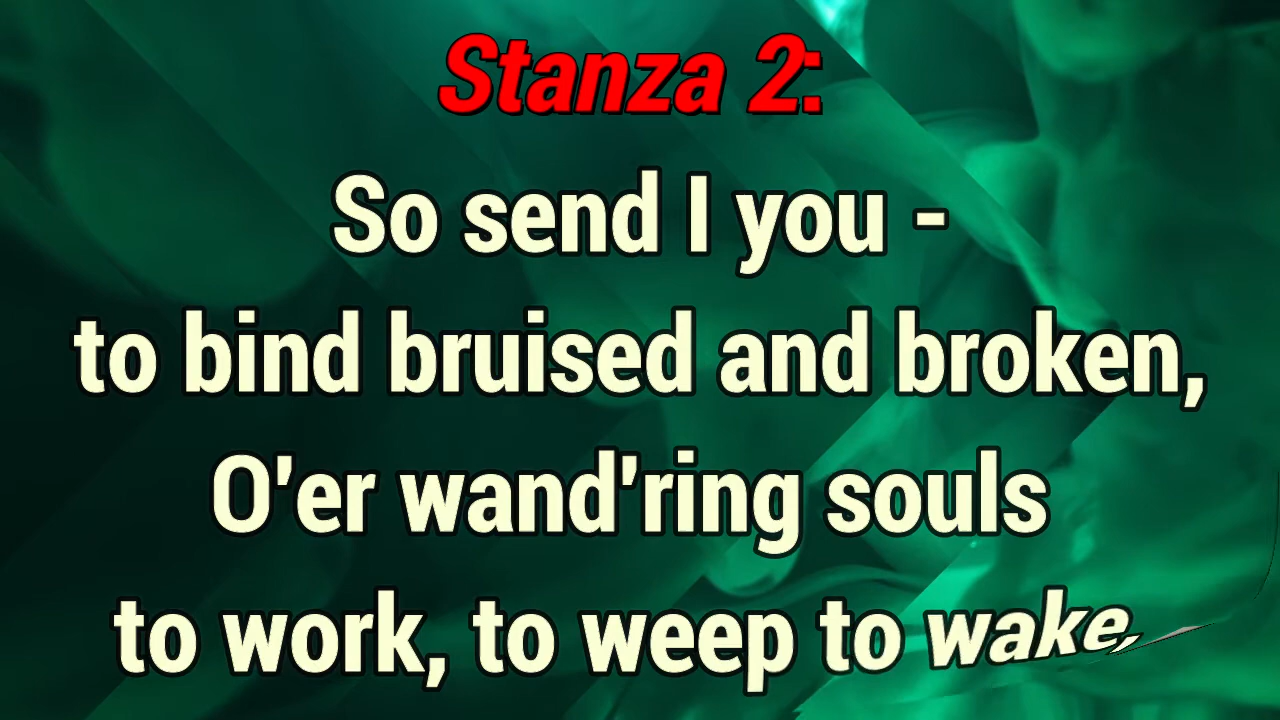 Stanza 2:
So send I you -
to bind bruised and broken,
O'er wand'ring souls
to work, to weep to wake,